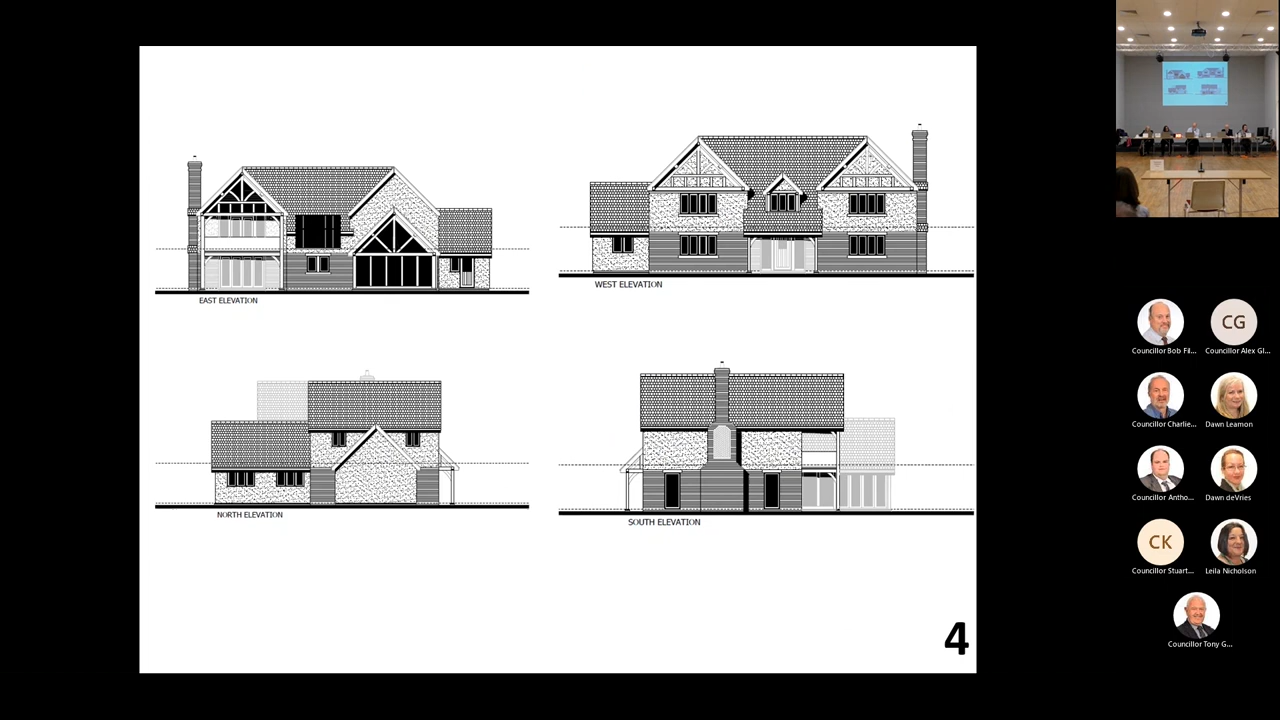 EAST ELEVATION
WEST ELEVATION
NORTH ELEVATION
SOUTH ELEVATION
4
Councillor Bob Fil...
CG
Councillor Alex Gl...
Councillor Charlie...
Dawn Leamon
Councillor Antho...
Dawn deVries
CK
Councillor Stuart...
Leila Nicholson
Councillor Tony G...